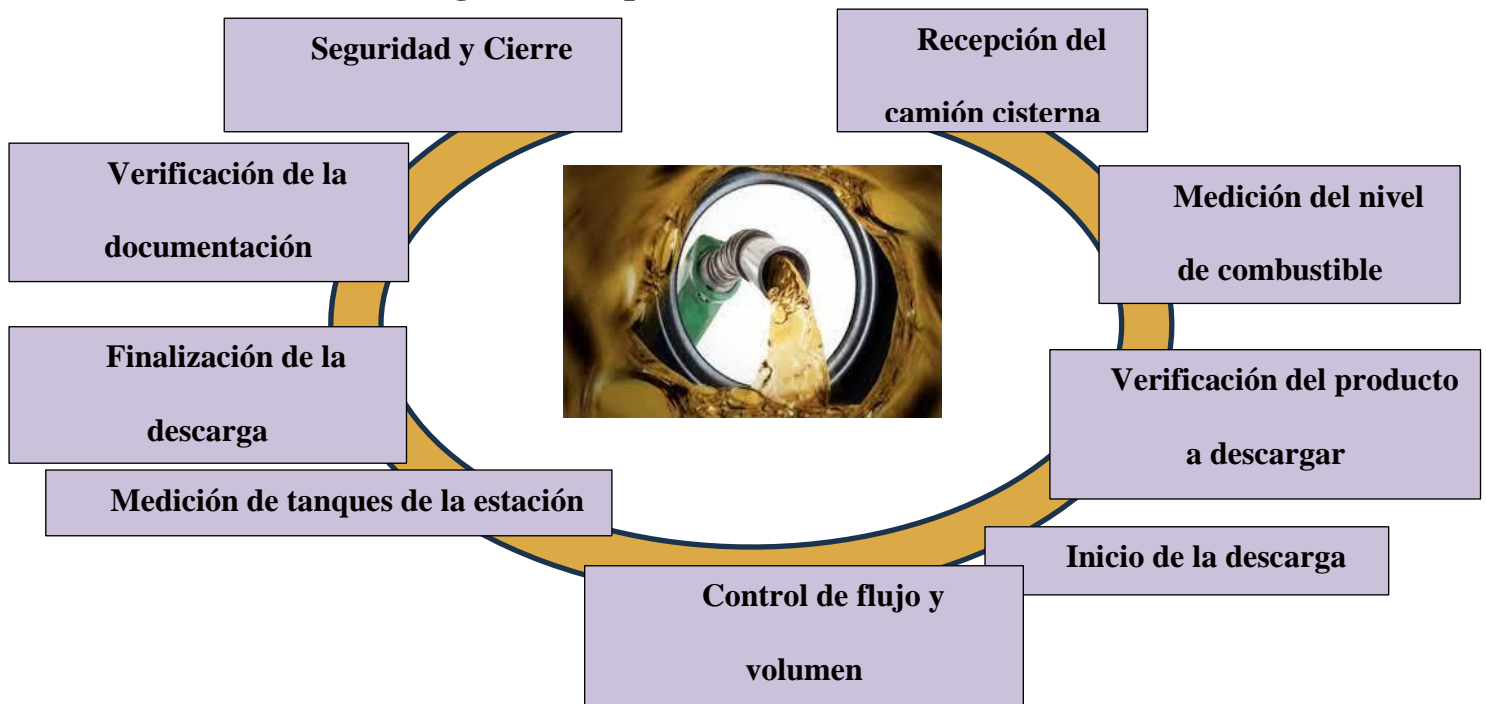 Seguridad y Cierre
Recepción del
camión cisterna
Verificación de la
documentación
Medición del nivel
de combustible
Finalización de la
descarga
Verificación del producto
a descargar
Medición de tanques de la estación
Inicio de la descarga
Control de flujo y
volumen